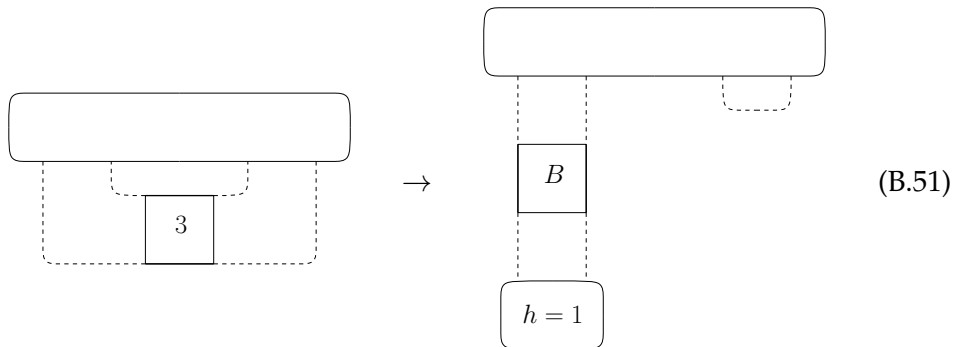 B
→
(B.51)
3
h = 1